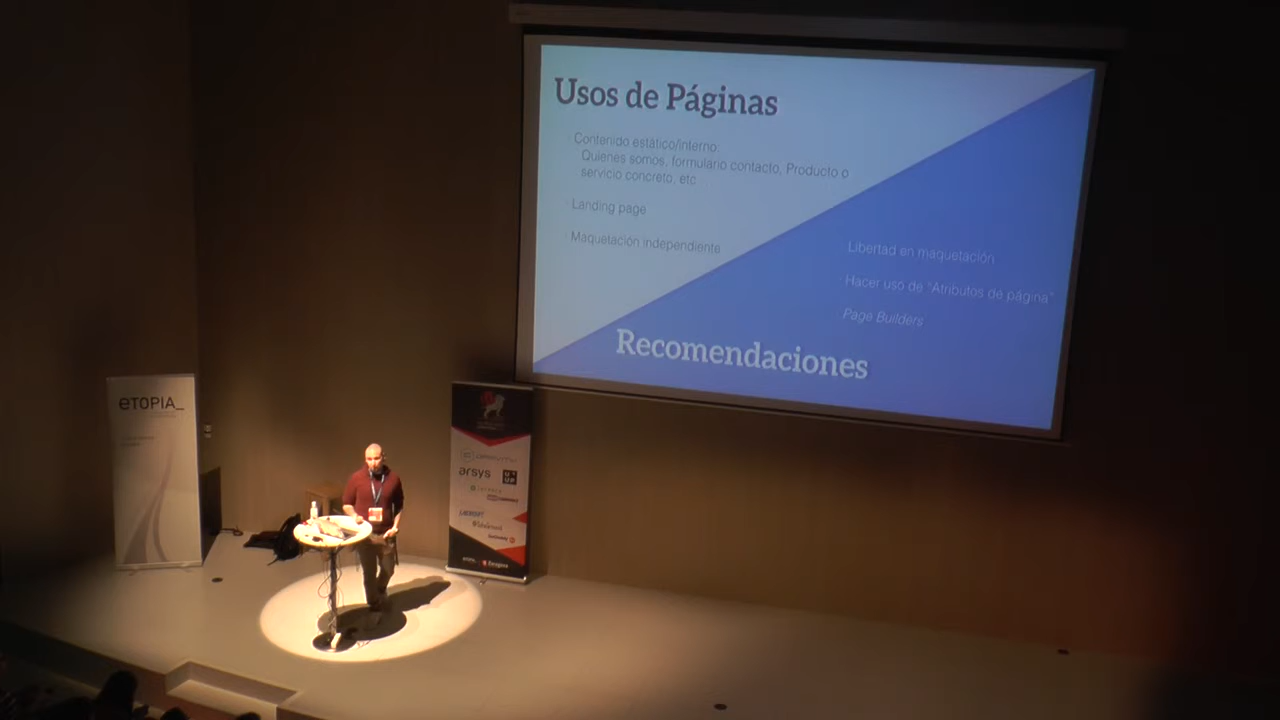 Usos de Páginas
Contenido estático/interno:
Quienes somos, formulario contacto, Producto o
servicio concreto, etc
Landing page
Maquetación independiente
Libertad en maquetación
Hacer uso de "Atributos de página"
Page Builders
Recomendaciones
eTOPIA_
arsys